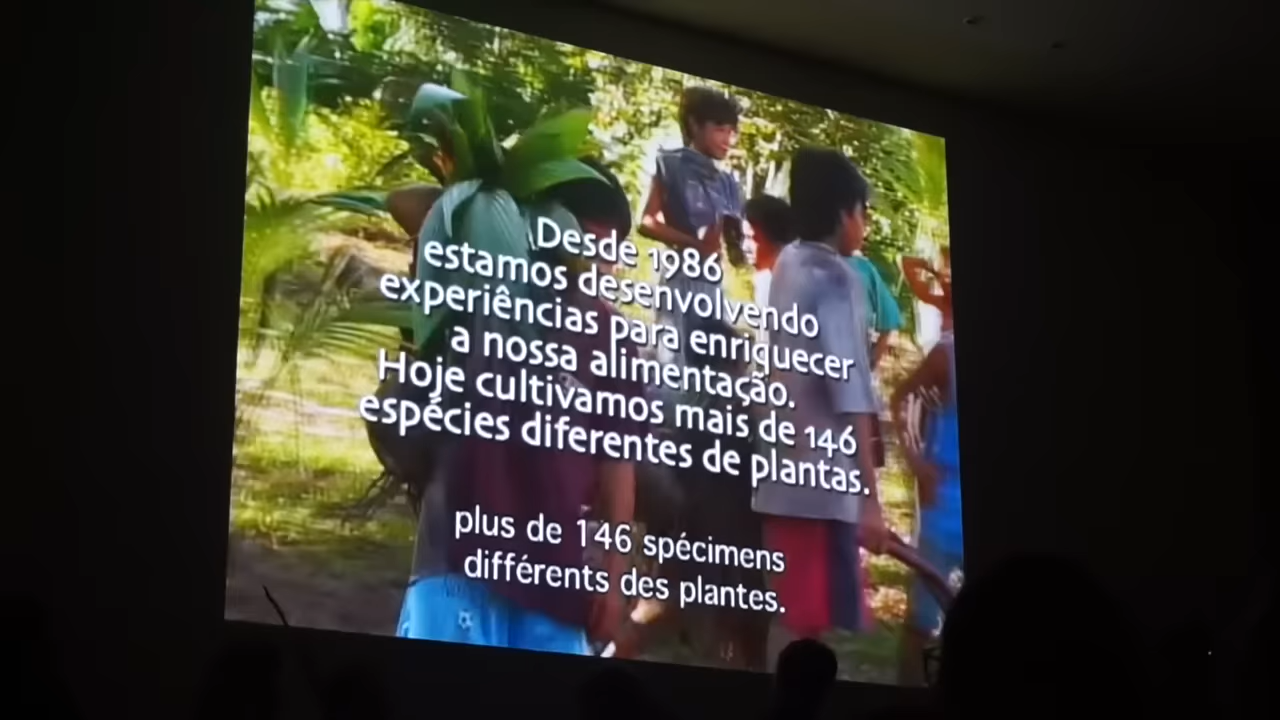 Desde 1986
estamos desenvolvendo
experiências para enriquecer
a nossa alimentação.
Hoje cultivamos mais de 146
espécies diferentes de plantas.
plus de 146 spécimens
différents des plantes.